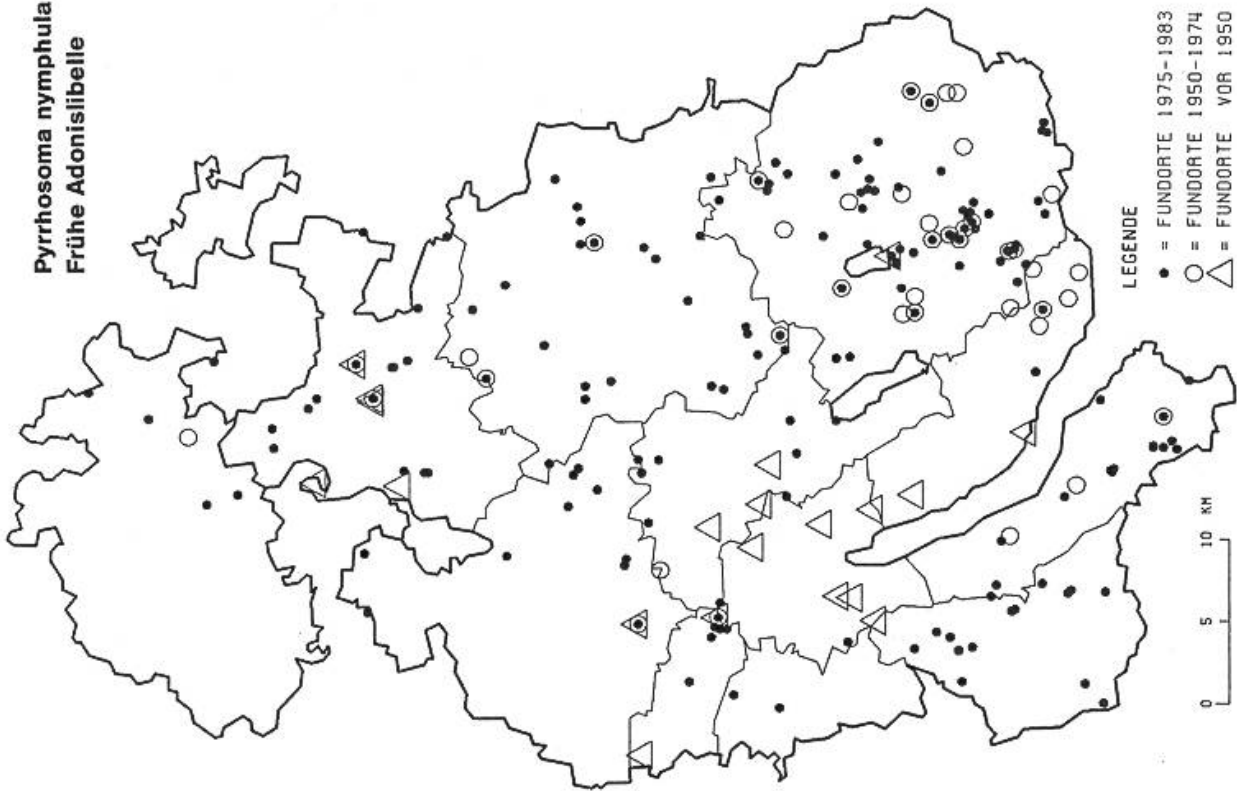 Pyrrhosoma nymphula
Frühe Adonislibelle
LEGENDE
• = FUNDORTE 1975-1983
○ = FUNDORTE 1950-1974
△ = FUNDORTE VOR 1950
0 5 10 KM